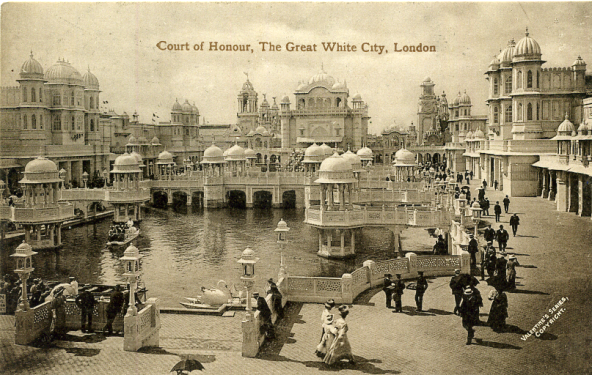 Court of Honour, The Great White City, London
VALENTINE'S SERIES,
COPYRIGHT.